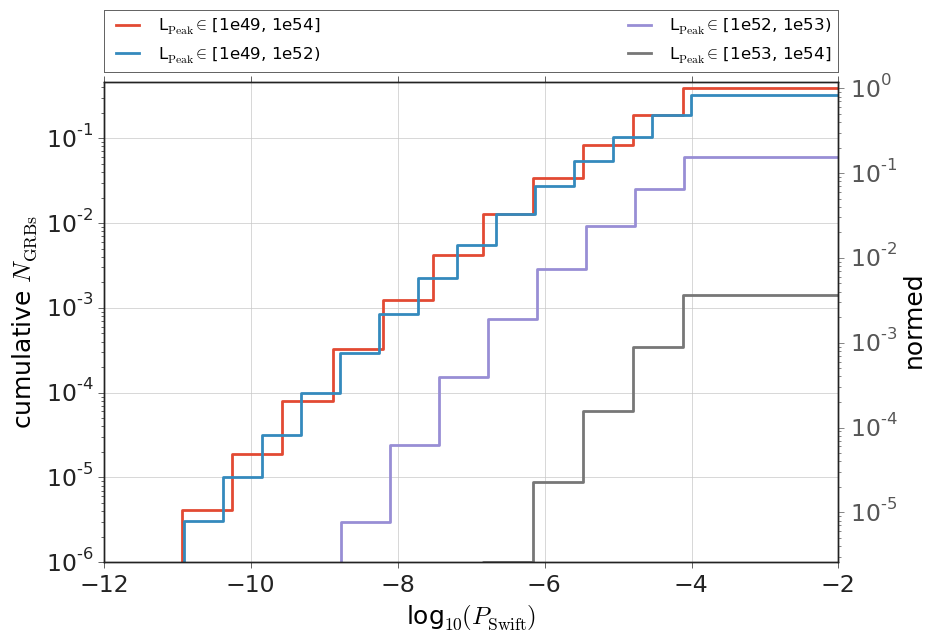 L_Peak ∈ [1e49, 1e54]
L_Peak ∈ [1e49, 1e52)
L_Peak ∈ [1e52, 1e53)
L_Peak ∈ [1e53, 1e54]
10^-1
10^-2
10^-3
10^-4
10^-5
10^-6
cumulative N_GRBs
10^0
10^-1
10^-2
10^-3
10^-4
10^-5
normed
−12
−10
−8
−6
−4
−2
log_10(P_Swift)